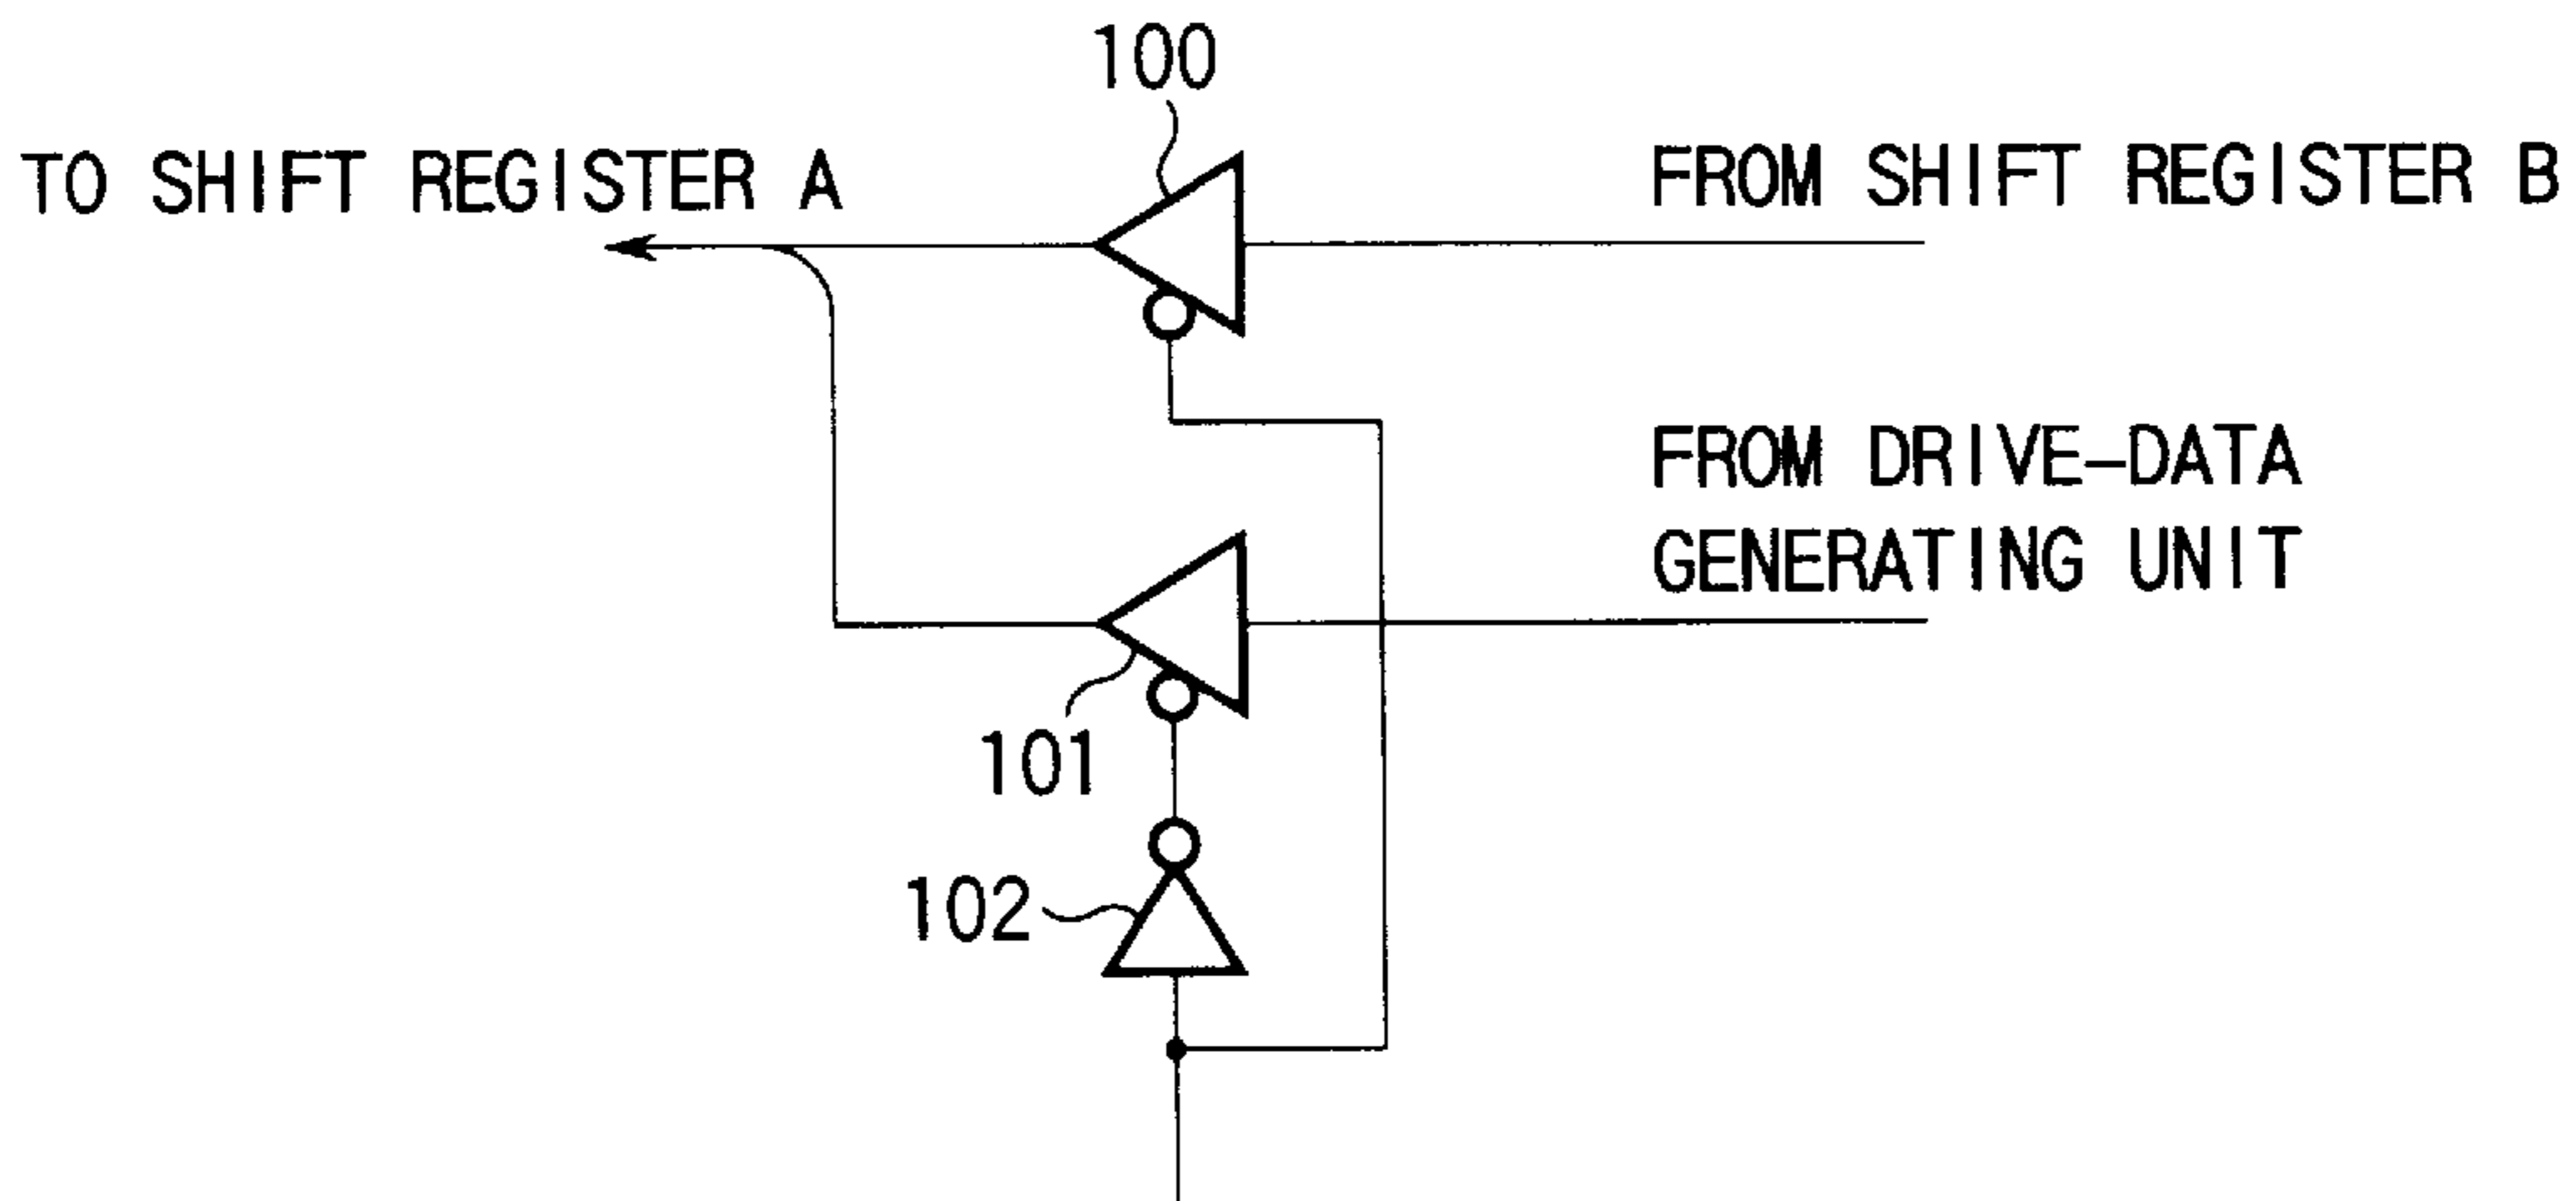 100
TO SHIFT REGISTER A
FROM SHIFT REGISTER B
FROM DRIVE-DATA
GENERATING UNIT
101
102